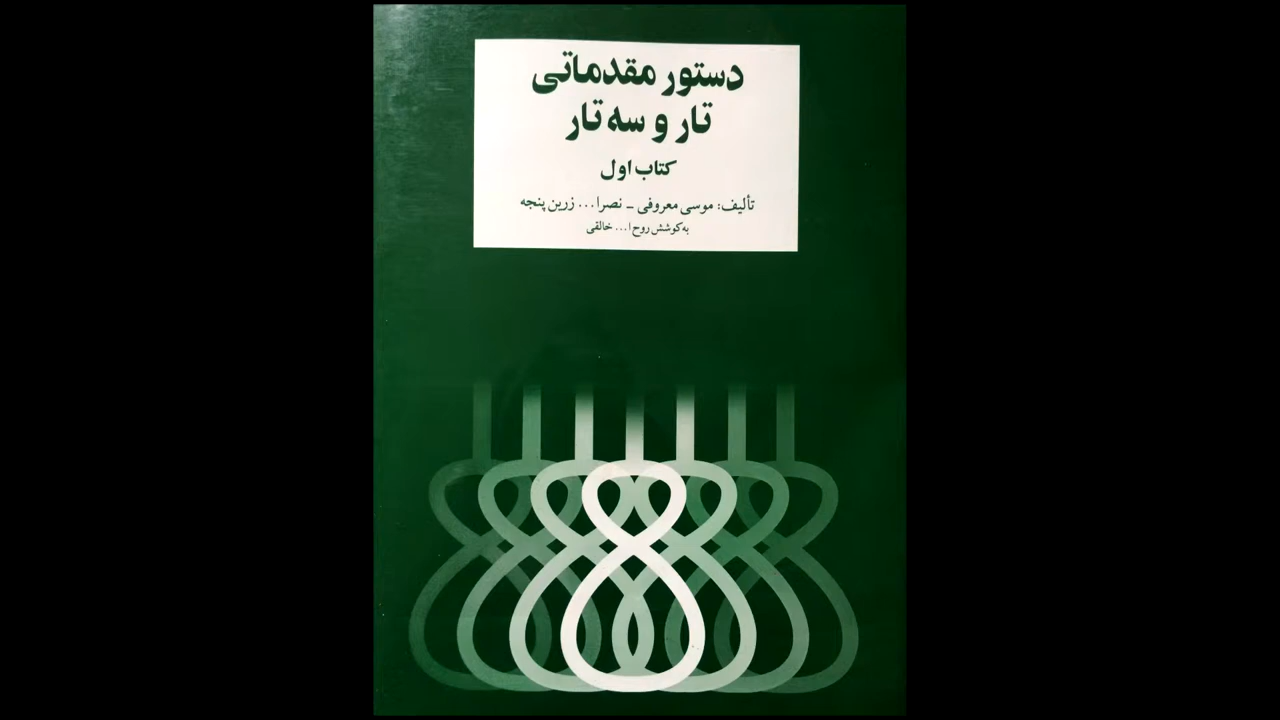 دستور مقدماتی
تار و سه تار
کتاب اول
تألیف: موسی معروفی ـ نصرا... زرین پنجه
به کوشش روح ا... خالقی